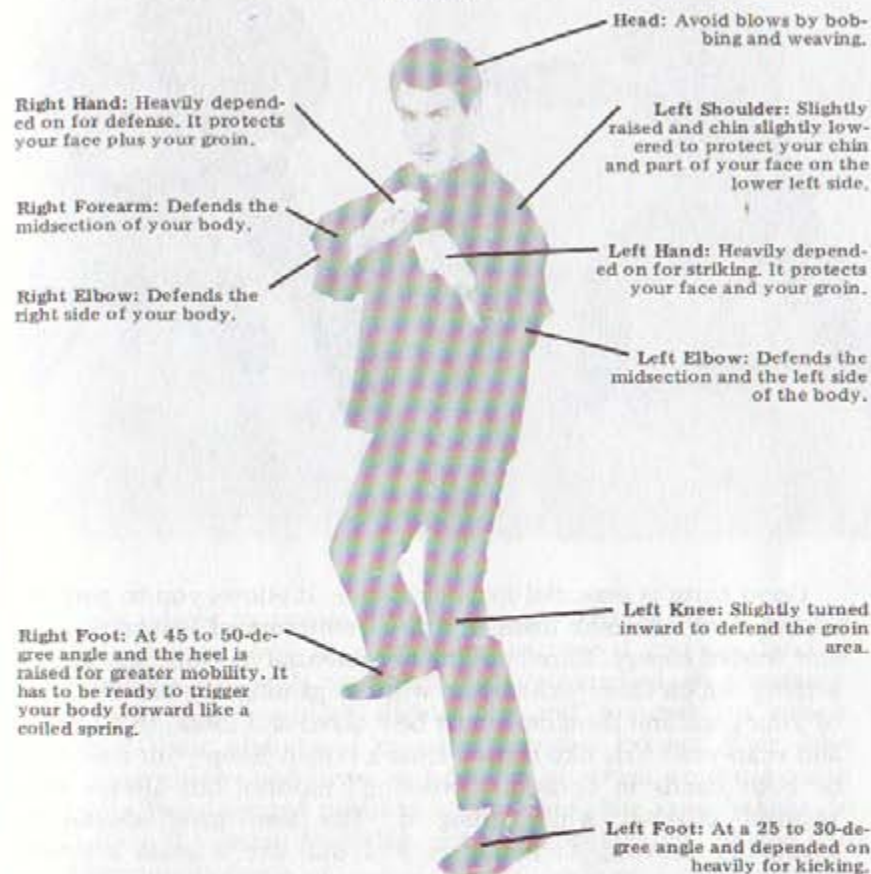 Head: Avoid blows by bob-
bing and weaving.
Right Hand: Heavily depend-
ed on for defense. It protects
your face plus your groin.
Left Shoulder: Slightly
raised and chin slightly low-
ered to protect your chin
and part of your face on the
lower left side.
Right Forearm: Defends the
midsection of your body.
Left Hand: Heavily depend-
ed on for striking. It protects
your face and your groin.
Right Elbow: Defends the
right side of your body.
Left Elbow: Defends the
midsection and the left side
of the body.
Left Knee: Slightly turned
inward to defend the groin
area.
Right Foot: At 45 to 50-de-
gree angle and the heel is
raised for greater mobility. It
has to be ready to trigger
your body forward like a
coiled spring.
Left Foot: At a 25 to 30-de-
gree angle and depended on
heavily for kicking.